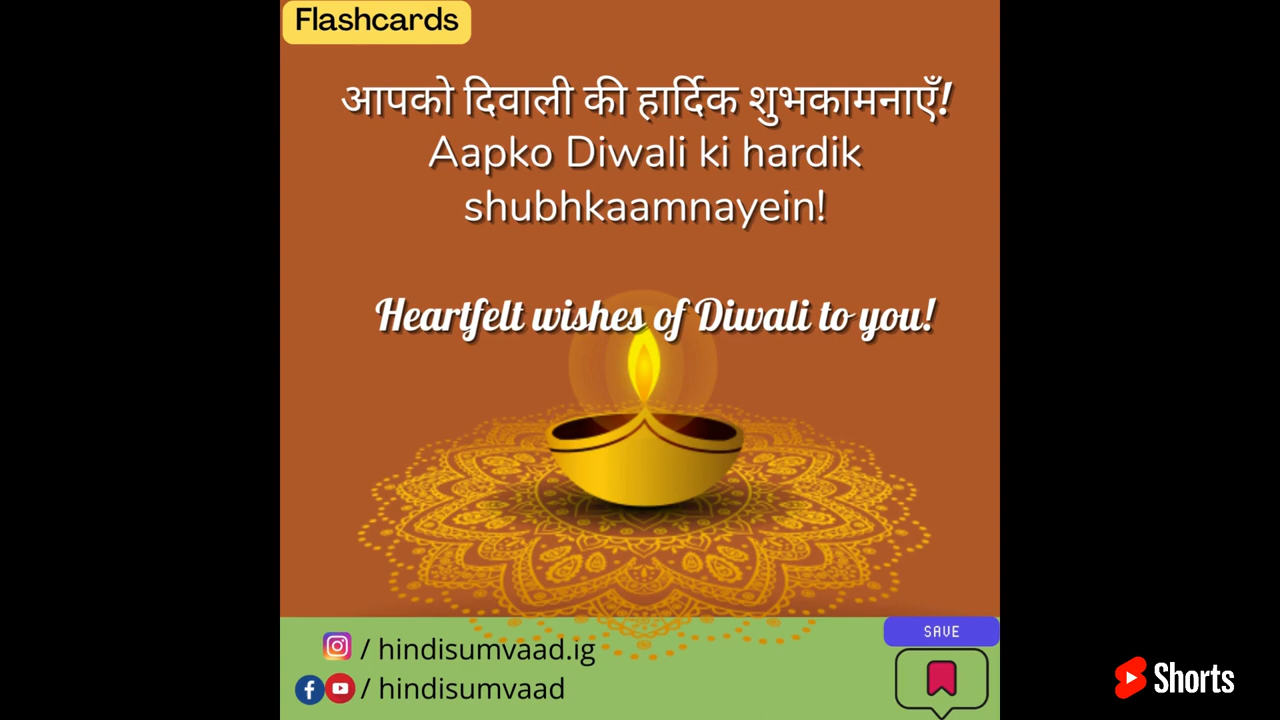 Flashcards
आपको दिवाली की हार्दिक शुभकामनाएँ!
Aapko Diwali ki hardik
shubhkaamnayein!
Heartfelt wishes of Diwali to you!
/ hindisumvaad.ig
/ hindisumvaad
SAVE
Shorts